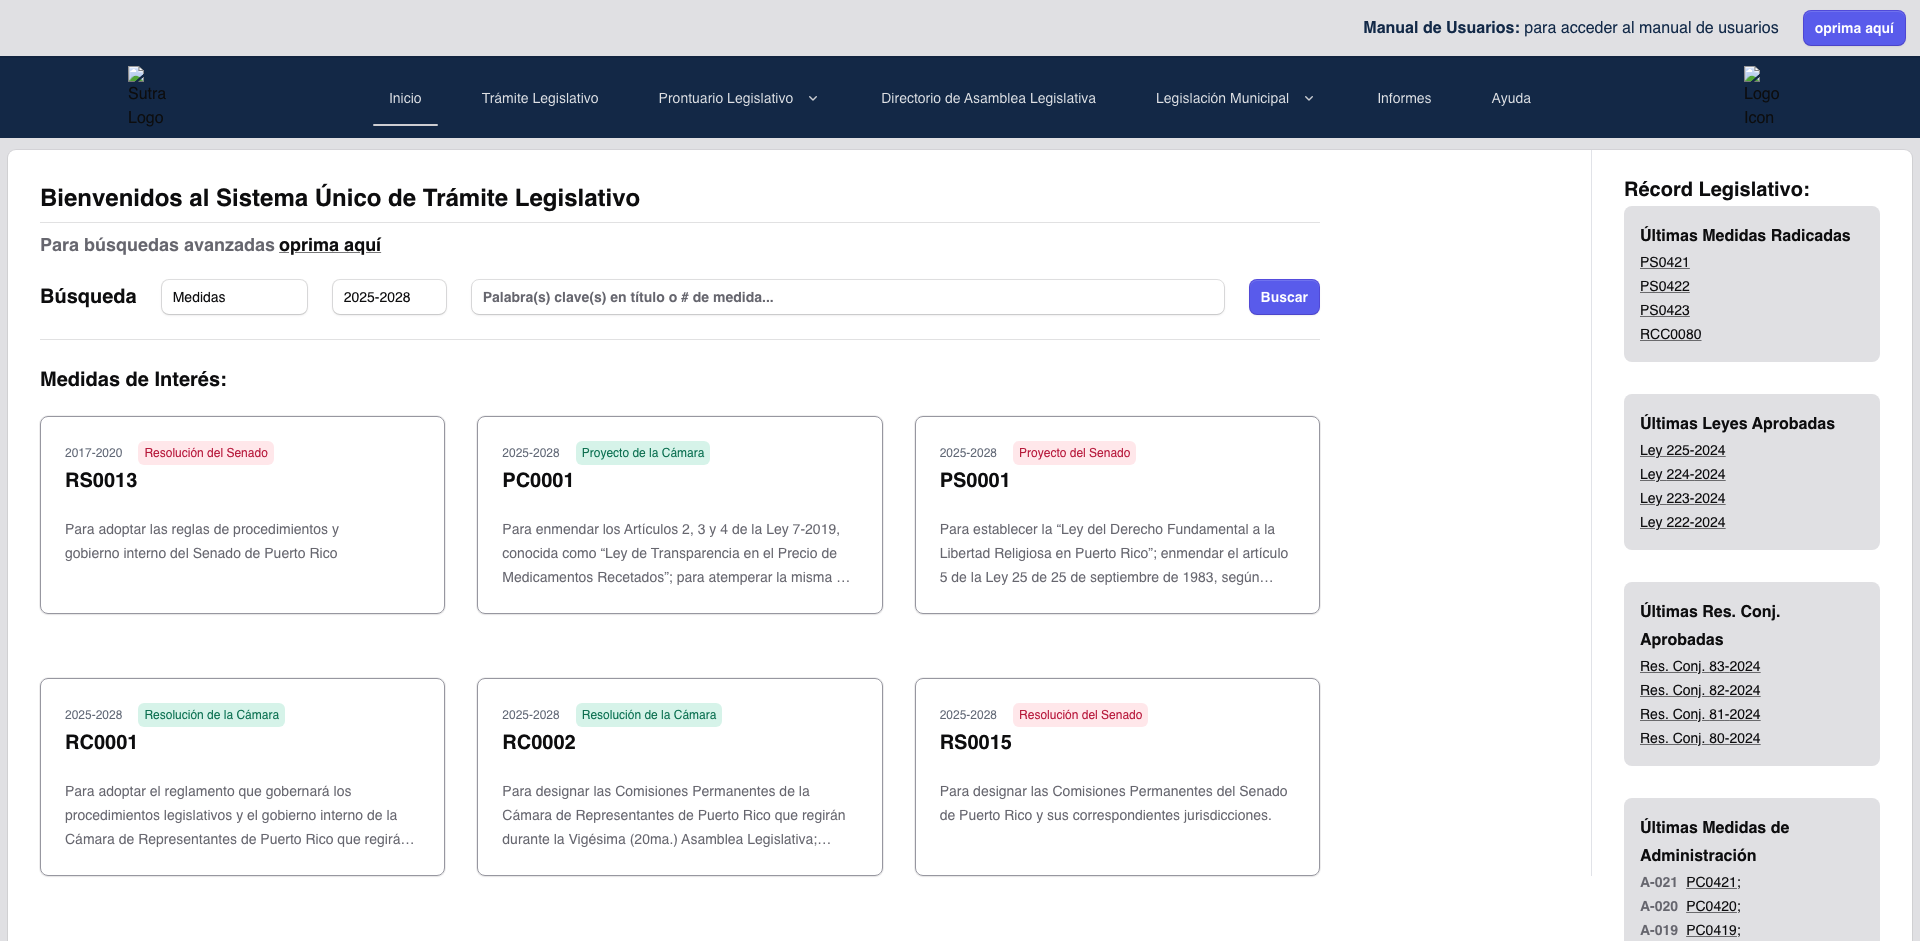 Manual de Usuarios: para acceder al manual de usuarios oprima aquí
Sutra
Logo
Inicio Trámite Legislativo Prontuario Legislativo Directorio de Asamblea Legislativa Legislación Municipal Informes Ayuda
Logo
Icon
Bienvenidos al Sistema Único de Trámite Legislativo
Para búsquedas avanzadas oprima aquí
Búsqueda Medidas 2025-2028 Palabra(s) clave(s) en título o # de medida... Buscar
Medidas de Interés:
2017-2020 Resolución del Senado
RS0013
Para adoptar las reglas de procedimientos y
gobierno interno del Senado de Puerto Rico
2025-2028 Proyecto de la Cámara
PC0001
Para enmendar los Artículos 2, 3 y 4 de la Ley 7-2019,
conocida como “Ley de Transparencia en el Precio de
Medicamentos Recetados”; para atemperar la misma …
2025-2028 Proyecto del Senado
PS0001
Para establecer la “Ley del Derecho Fundamental a la
Libertad Religiosa en Puerto Rico”; enmendar el artículo
5 de la Ley 25 de 25 de septiembre de 1983, según…
2025-2028 Resolución de la Cámara
RC0001
Para adoptar el reglamento que gobernará los
procedimientos legislativos y el gobierno interno de la
Cámara de Representantes de Puerto Rico que regirá…
2025-2028 Resolución de la Cámara
RC0002
Para designar las Comisiones Permanentes de la
Cámara de Representantes de Puerto Rico que regirán
durante la Vigésima (20ma.) Asamblea Legislativa;…
2025-2028 Resolución del Senado
RS0015
Para designar las Comisiones Permanentes del Senado
de Puerto Rico y sus correspondientes jurisdicciones.
Récord Legislativo:
Últimas Medidas Radicadas
PS0421
PS0422
PS0423
RCC0080
Últimas Leyes Aprobadas
Ley 225-2024
Ley 224-2024
Ley 223-2024
Ley 222-2024
Últimas Res. Conj.
Aprobadas
Res. Conj. 83-2024
Res. Conj. 82-2024
Res. Conj. 81-2024
Res. Conj. 80-2024
Últimas Medidas de
Administración
A-021 PC0421;
A-020 PC0420;
A-019 PC0419;